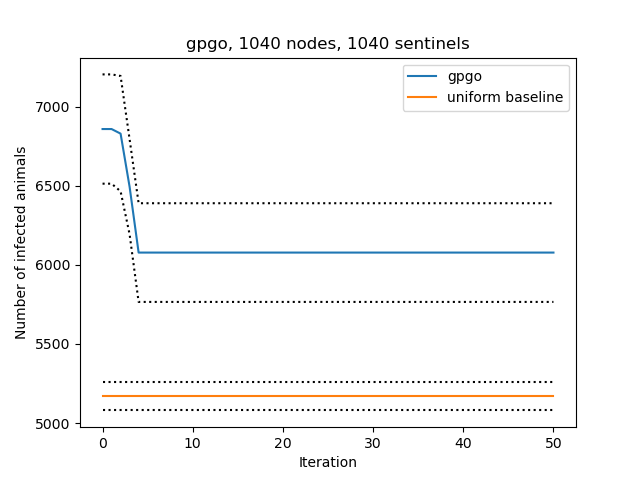 gpgo, 1040 nodes, 1040 sentinels
gpgo
uniform baseline
Number of infected animals
7000
6500
6000
5500
5000
0 10 20 30 40 50
Iteration